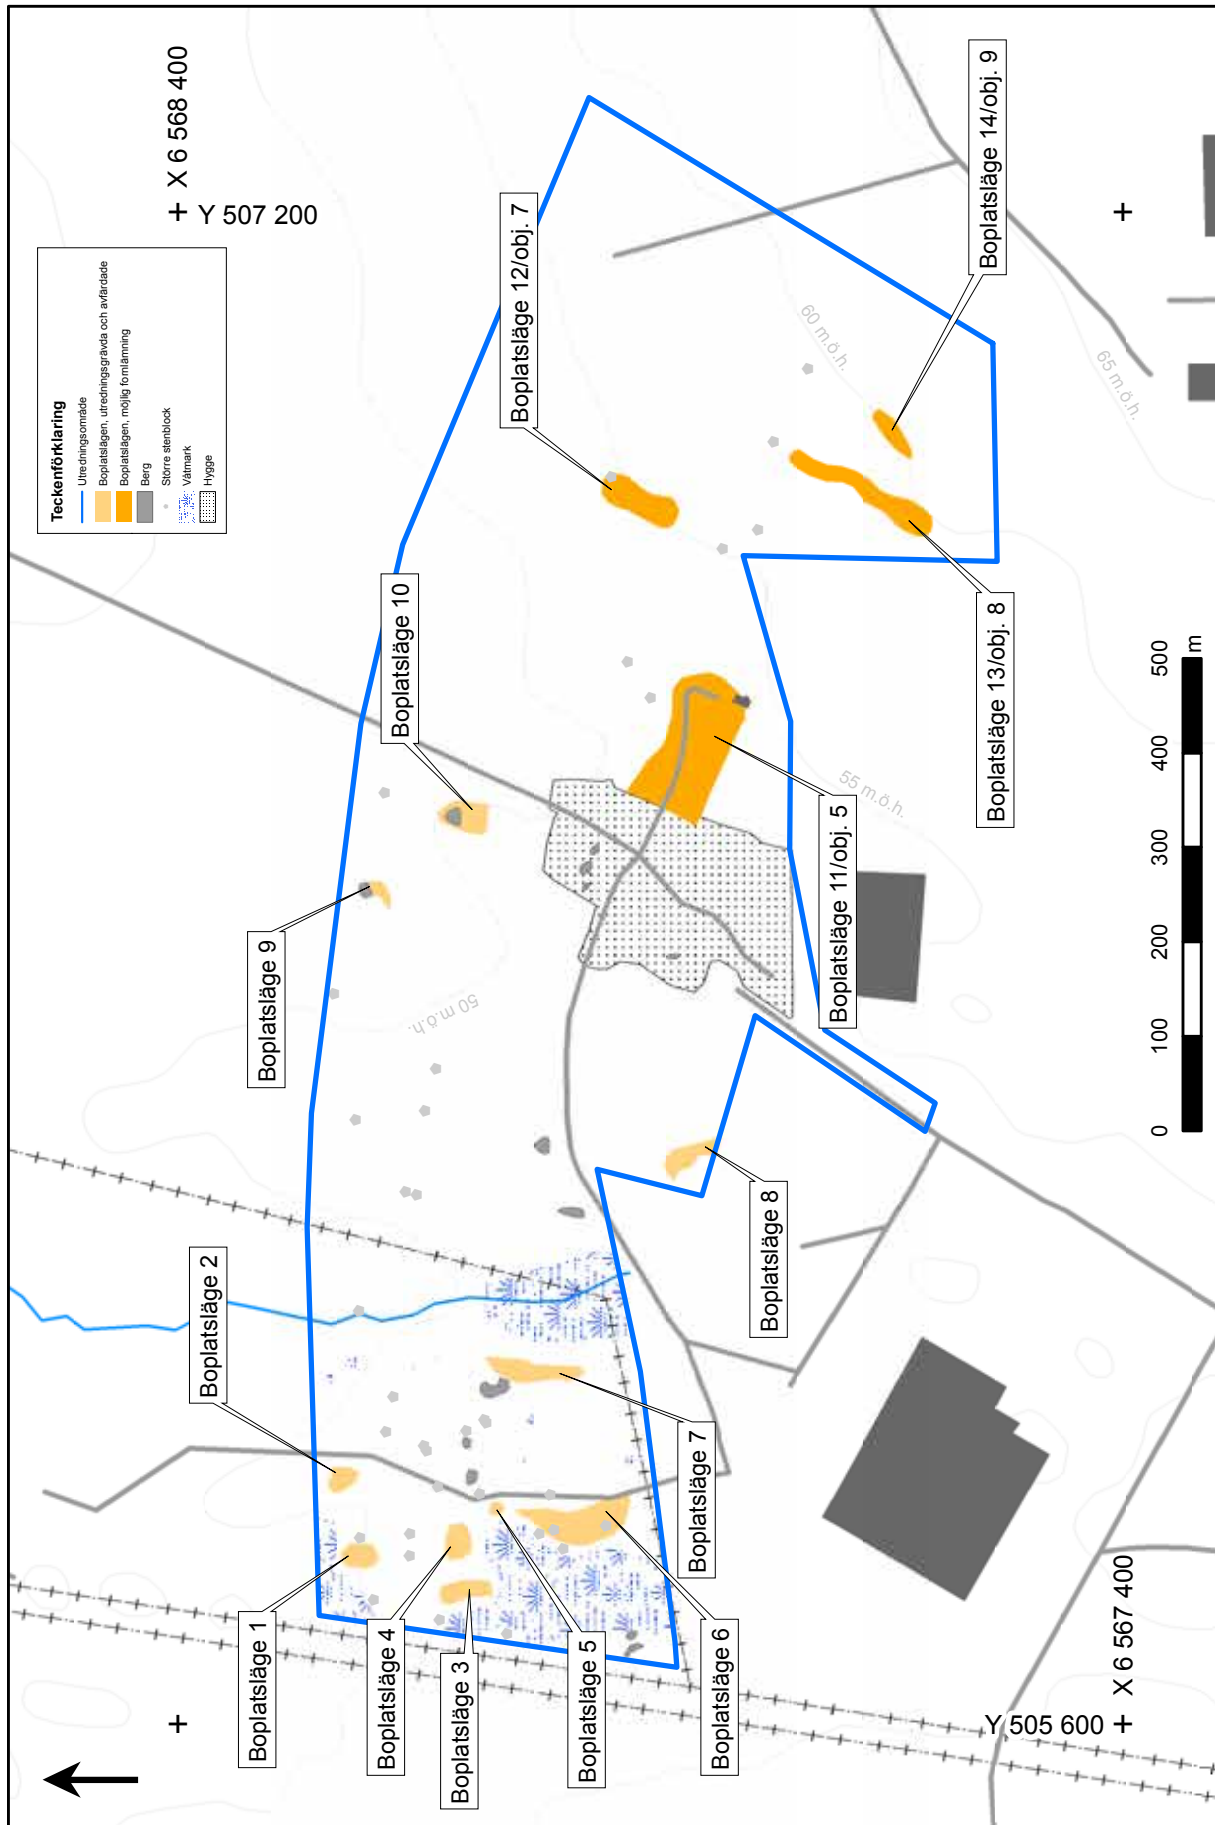 X 6 568 400
Y 507 200
Teckenförklaring
Utredningsområde
Boplatslägen, utredningsgrävda och avfärdade
Boplatslägen, möjlig fornlämning
Berg
Större stenblock
Våtmark
Hygge
Boplatsläge 1
Boplatsläge 2
Boplatsläge 3
Boplatsläge 4
Boplatsläge 5
Boplatsläge 6
Boplatsläge 7
Boplatsläge 8
Boplatsläge 9
Boplatsläge 10
Boplatsläge 11/obj. 5
Boplatsläge 12/obj. 7
Boplatsläge 13/obj. 8
Boplatsläge 14/obj. 9
50 m.ö.h.
55 m.ö.h.
60 m.ö.h.
65 m.ö.h.
0 100 200 300 400 500
m
Y 505 600
X 6 567 400